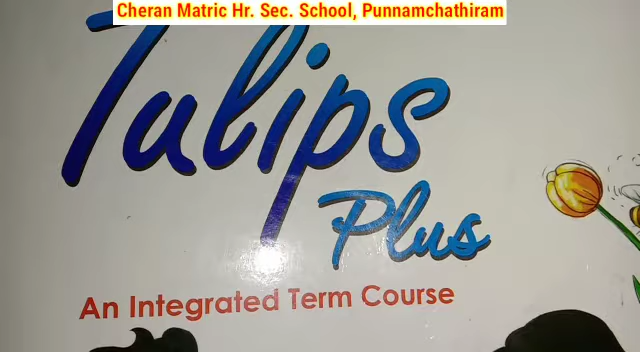 Cheran Matric Hr. Sec. School, Punnamchathiram
Tulips
Plus
An Integrated Term Course